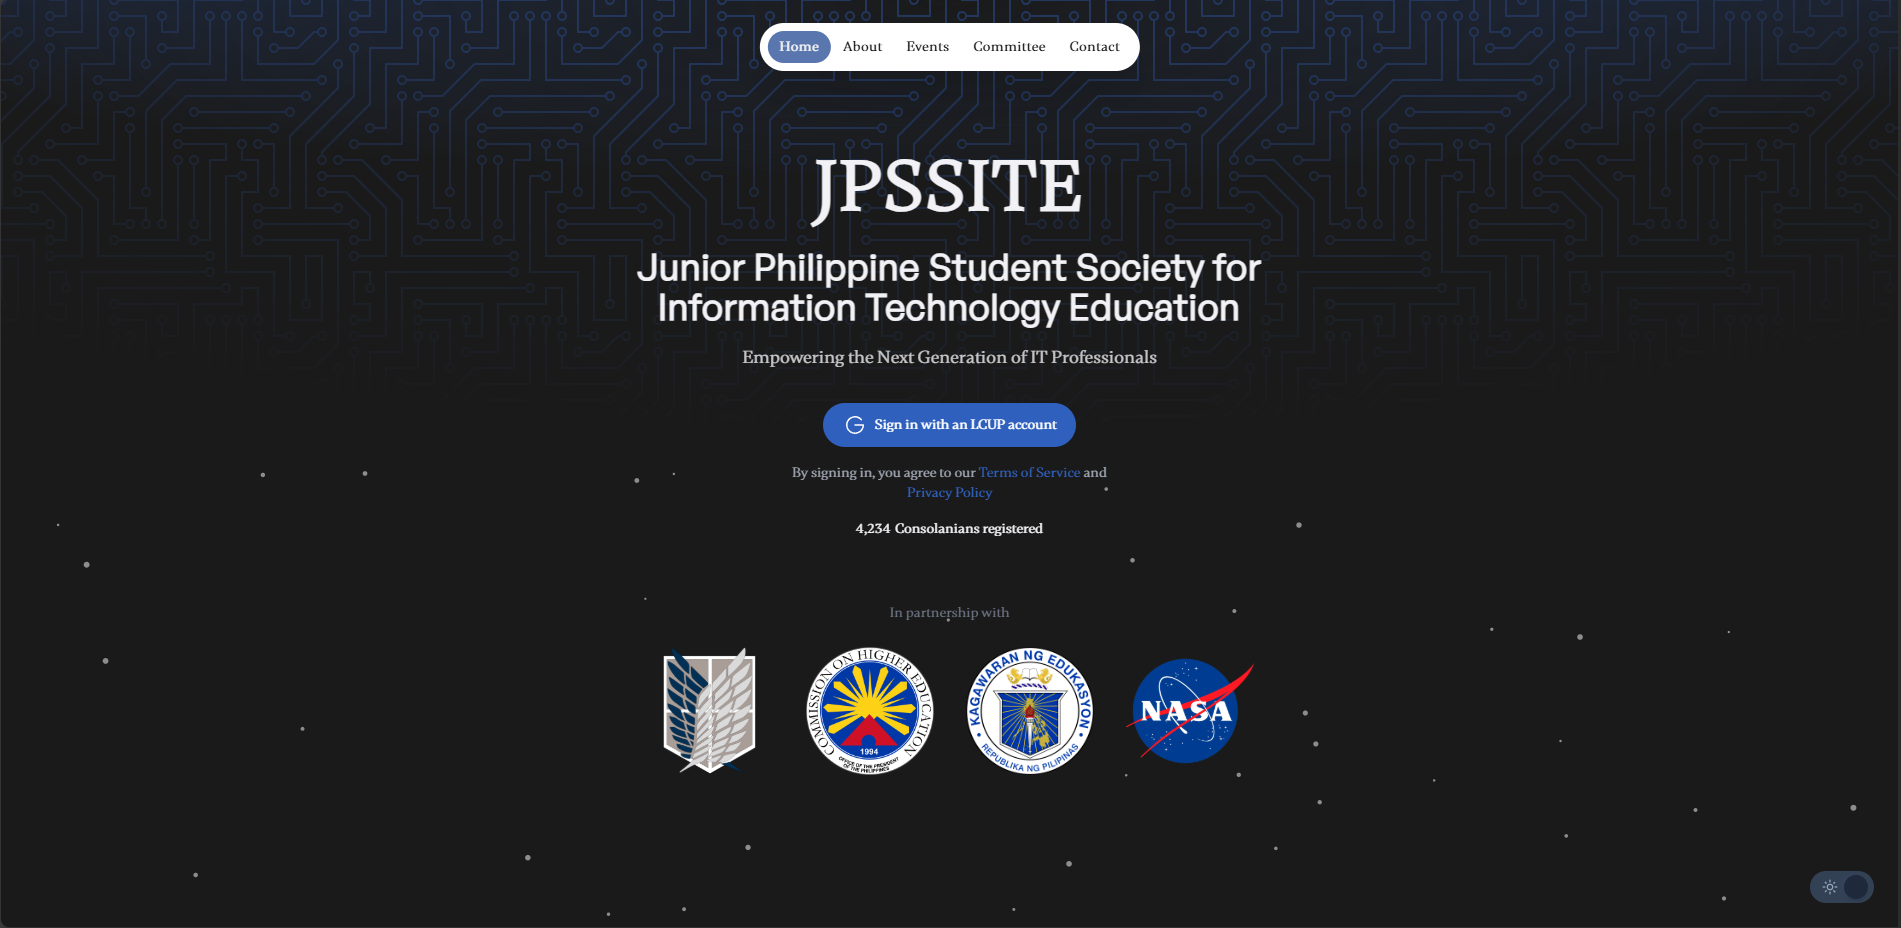 Home About Events Committee Contact
JPSSITE
Junior Philippine Student Society for
Information Technology Education
Empowering the Next Generation of IT Professionals
Sign in with an LCUP account
By signing in, you agree to our Terms of Service and
Privacy Policy
4,234 Consolanians registered
In partnership with
COMMISSION ON HIGHER EDUCATION
1994
OFFICE OF THE PRESIDENT
OF THE PHILIPPINES
KAGAWARAN NG EDUKASYON
REPUBLIKA NG PILIPINAS
NASA